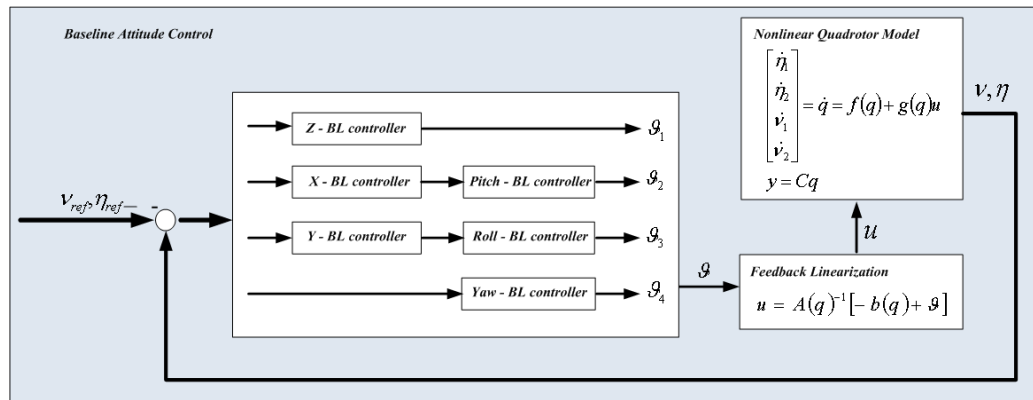 Baseline Attitude Control
Nonlinear Quadrotor Model
[η̇₁ η̇₂ ν̇₁ ν̇₂] = q̇ = f(q) + g(q)u
y = Cq
ν, η
Z - BL controller
ϑ₁
X - BL controller
Pitch - BL controller
ϑ₂
ν_ref, η_ref
-
Y - BL controller
Roll - BL controller
ϑ₃
Yaw - BL controller
ϑ₄
ϑ
u
Feedback Linearization
u = A(q)⁻¹[- b(q) + ϑ]